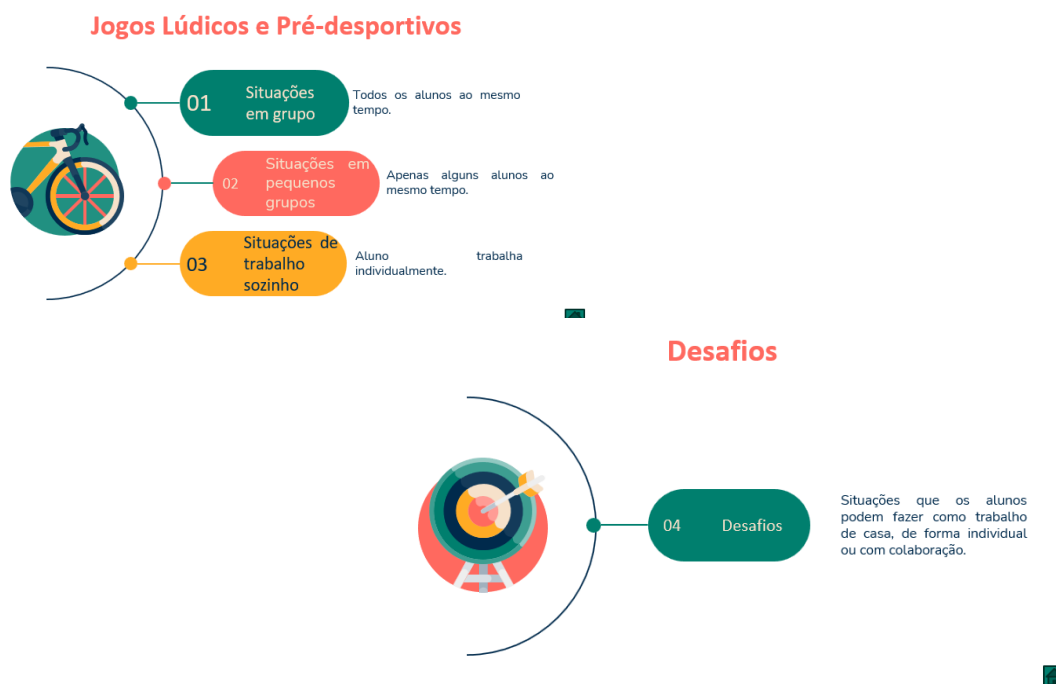 Jogos Lúdicos e Pré-desportivos
01
Situações
em grupo
Todos os alunos ao mesmo
tempo.
02
Situações em
pequenos
grupos
Apenas alguns alunos ao
mesmo tempo.
03
Situações de
trabalho
sozinho
Aluno trabalha
individualmente.
Desafios
04
Desafios
Situações que os alunos
podem fazer como trabalho
de casa, de forma individual
ou com colaboração.